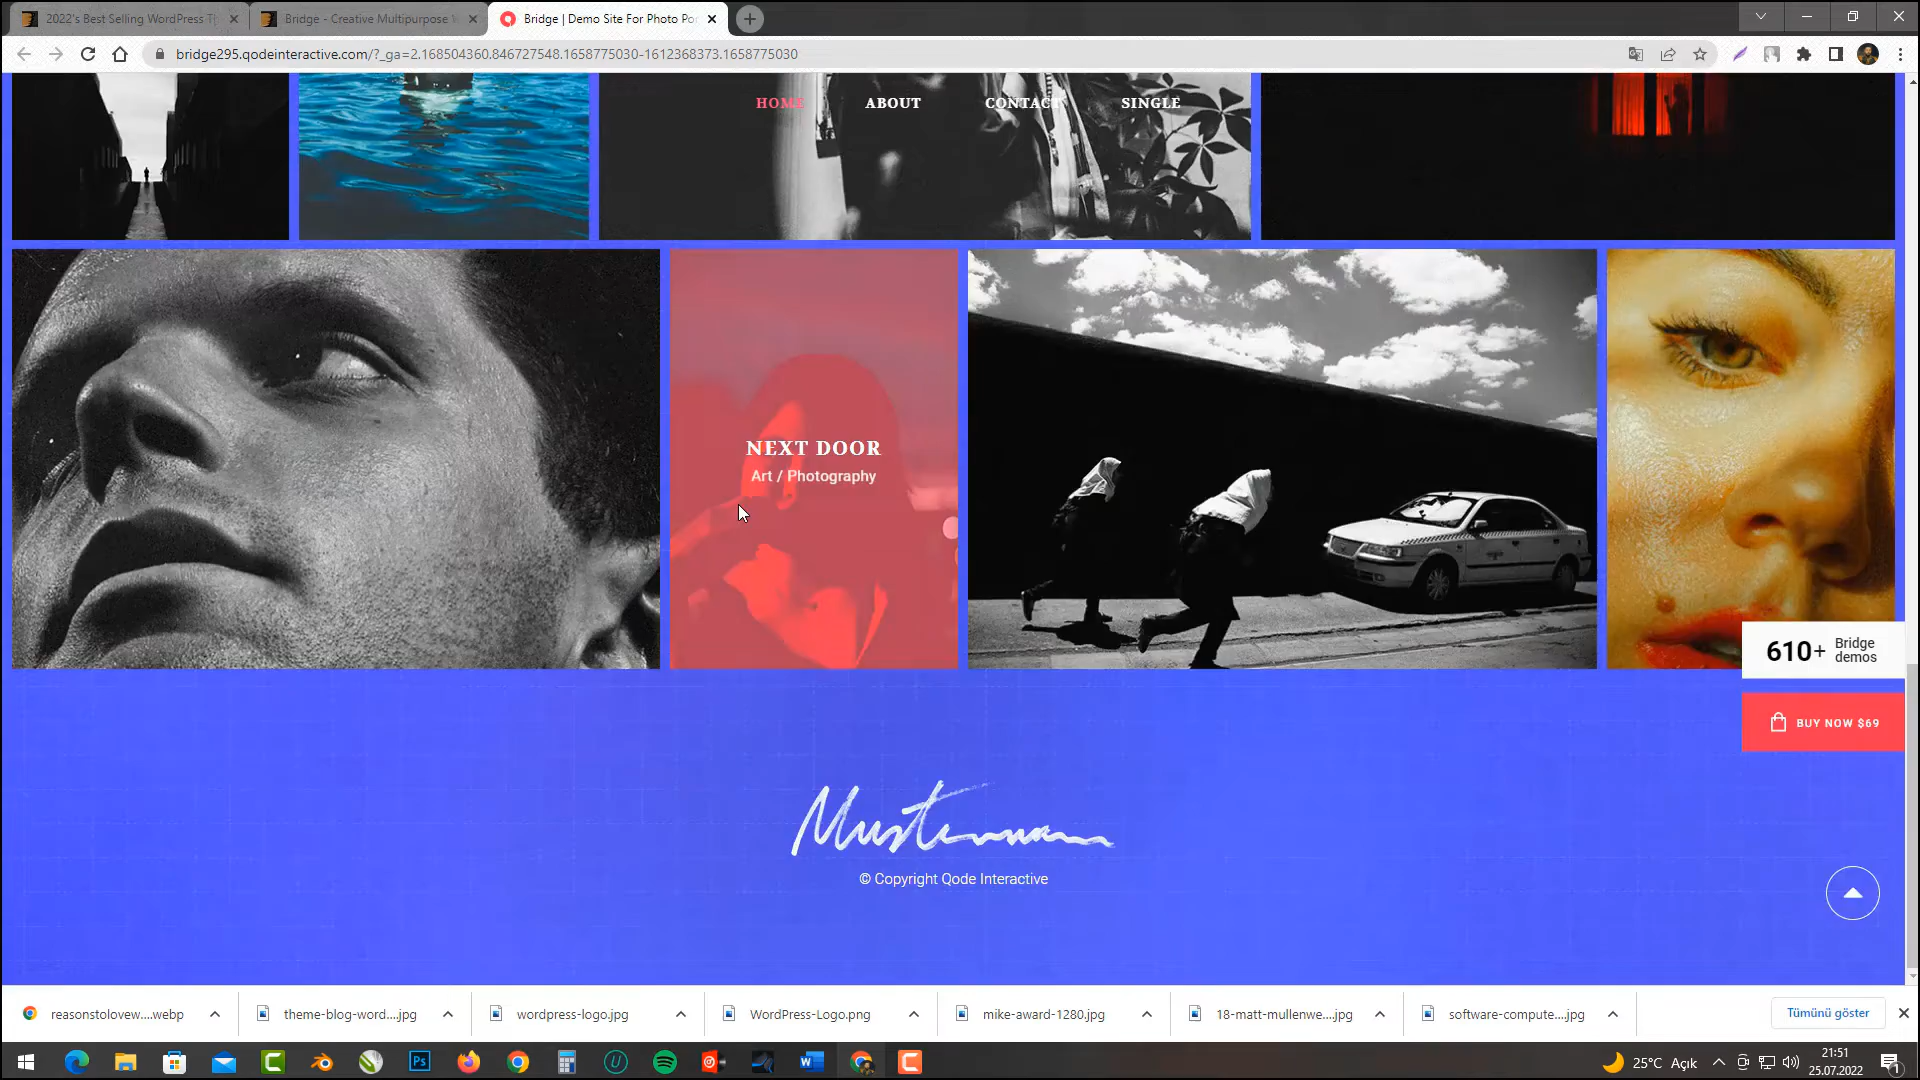 2022's Best Selling WordPress T
Bridge - Creative Multipurpose
Bridge | Demo Site For Photo Po
bridge295.qodeinteractive.com/?_ga=2.168504360.846727548.1658775030-1612368373.1658775030
HOME
ABOUT
CONTACT
SINGLE
NEXT DOOR
Art / Photography
610+ Bridge
demos
BUY NOW $69
Mustermann
© Copyright Qode Interactive
reasonstolovew....webp
theme-blog-word....jpg
wordpress-logo.jpg
WordPress-Logo.png
mike-award-1280.jpg
18-matt-mullenwe....jpg
software-compute....jpg
Tümünü göster
25°C Açık
21:51
25.07.2022
1